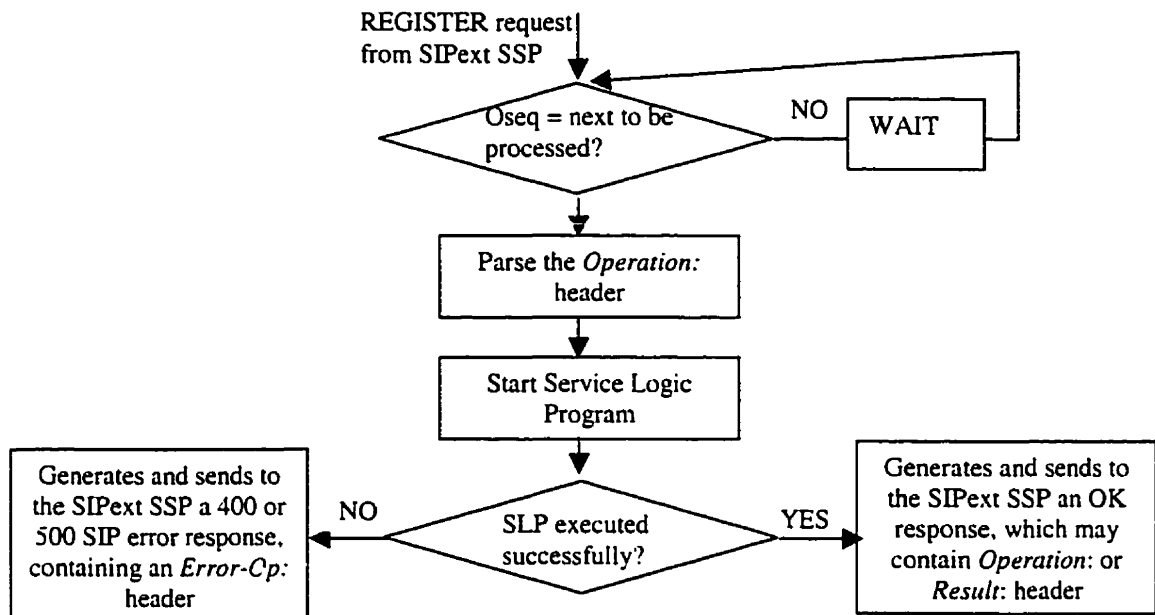 REGISTER request
from SIPext SSP
Oseq = next to be
processed?
NO
WAIT
Parse the Operation:
header
Start Service Logic
Program
Generates and sends to
the SIPext SSP a 400 or
500 SIP error response,
containing an Error-Cp:
header
NO
SLP executed
successfully?
YES
Generates and sends to
the SIPext SSP an OK
response, which may
contain Operation: or
Result: header